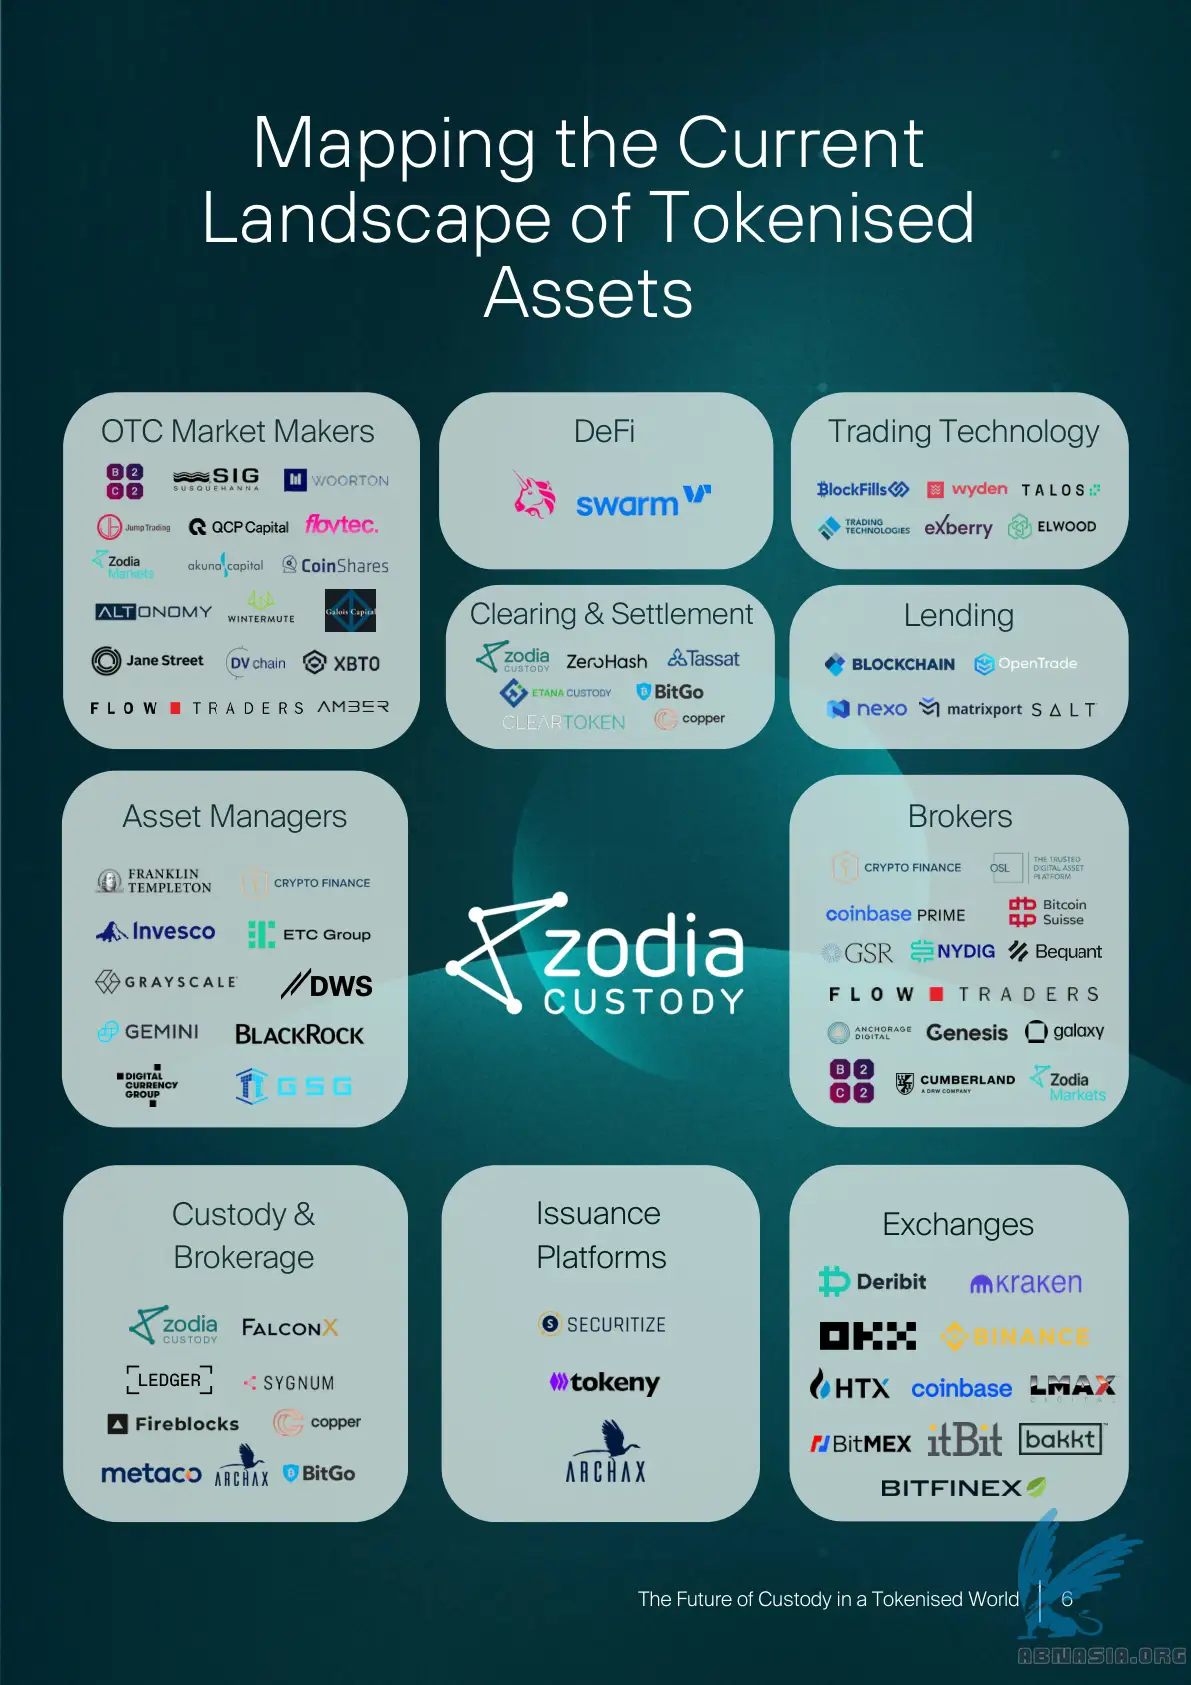 Mapping the Current
Landscape of Tokenised
Assets
OTC Market Makers
B2
C2
SIG
SUSQUEHANNA
WOORTON
Jump Trading
QCP Capital
flovtec.
Zodia
Markets
akuna capital
CoinShares
ALTONOMY
WINTERMUTE
Galois Capital
Jane Street
DV chain
XBTO
FLOW TRADERS
AMBER
DeFi
swarm
Trading Technology
BlockFills
wyden
TALOS
TRADING
TECHNOLOGIES
eXberry
ELWOOD
Clearing & Settlement
zodia
CUSTODY
ZeroHash
Tassat
ETANA CUSTODY
BitGo
CLEARTOKEN
copper
Lending
BLOCKCHAIN
OpenTrade
nexo
matrixport
SALT
Asset Managers
FRANKLIN
TEMPLETON
CRYPTO FINANCE
Invesco
ETC Group
GRAYSCALE
DWS
GEMINI
BLACKROCK
DIGITAL
CURRENCY
GROUP
GSG
zodia
CUSTODY
Brokers
CRYPTO FINANCE
OSL
THE TRUSTED
DIGITAL ASSET
PLATFORM
coinbase PRIME
Bitcoin
Suisse
GSR
NYDIG
Bequant
FLOW TRADERS
ANCHORAGE
DIGITAL
Genesis
galaxy
B2
C2
CUMBERLAND
A DRW COMPANY
Zodia
Markets
Custody &
Brokerage
zodia
CUSTODY
FALCONX
LEDGER
SYGNUM
Fireblocks
copper
metaco
ARCHAX
BitGo
Issuance
Platforms
SECURITIZE
tokeny
ARCHAX
Exchanges
Deribit
kraken
OKX
BINANCE
HTX
coinbase
LMAX
DIGITAL
BitMEX
itBit
bakkt
BITFINEX
The Future of Custody in a Tokenised World
6
ABNASIA.ORG